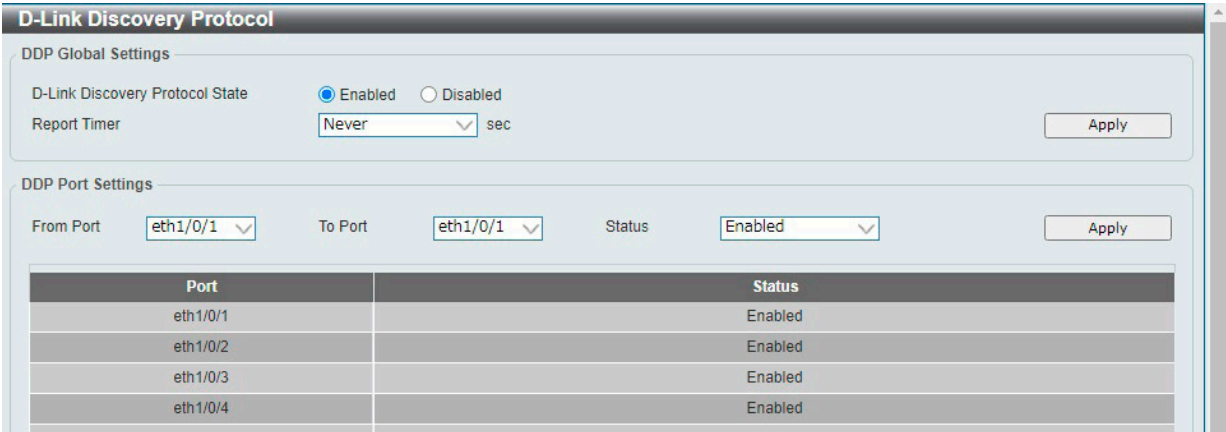 D-Link Discovery Protocol
DDP Global Settings
D-Link Discovery Protocol State Enabled Disabled
Report Timer Never sec Apply
DDP Port Settings
From Port eth1/0/1 To Port eth1/0/1 Status Enabled Apply
Port Status
eth1/0/1 Enabled
eth1/0/2 Enabled
eth1/0/3 Enabled
eth1/0/4 Enabled